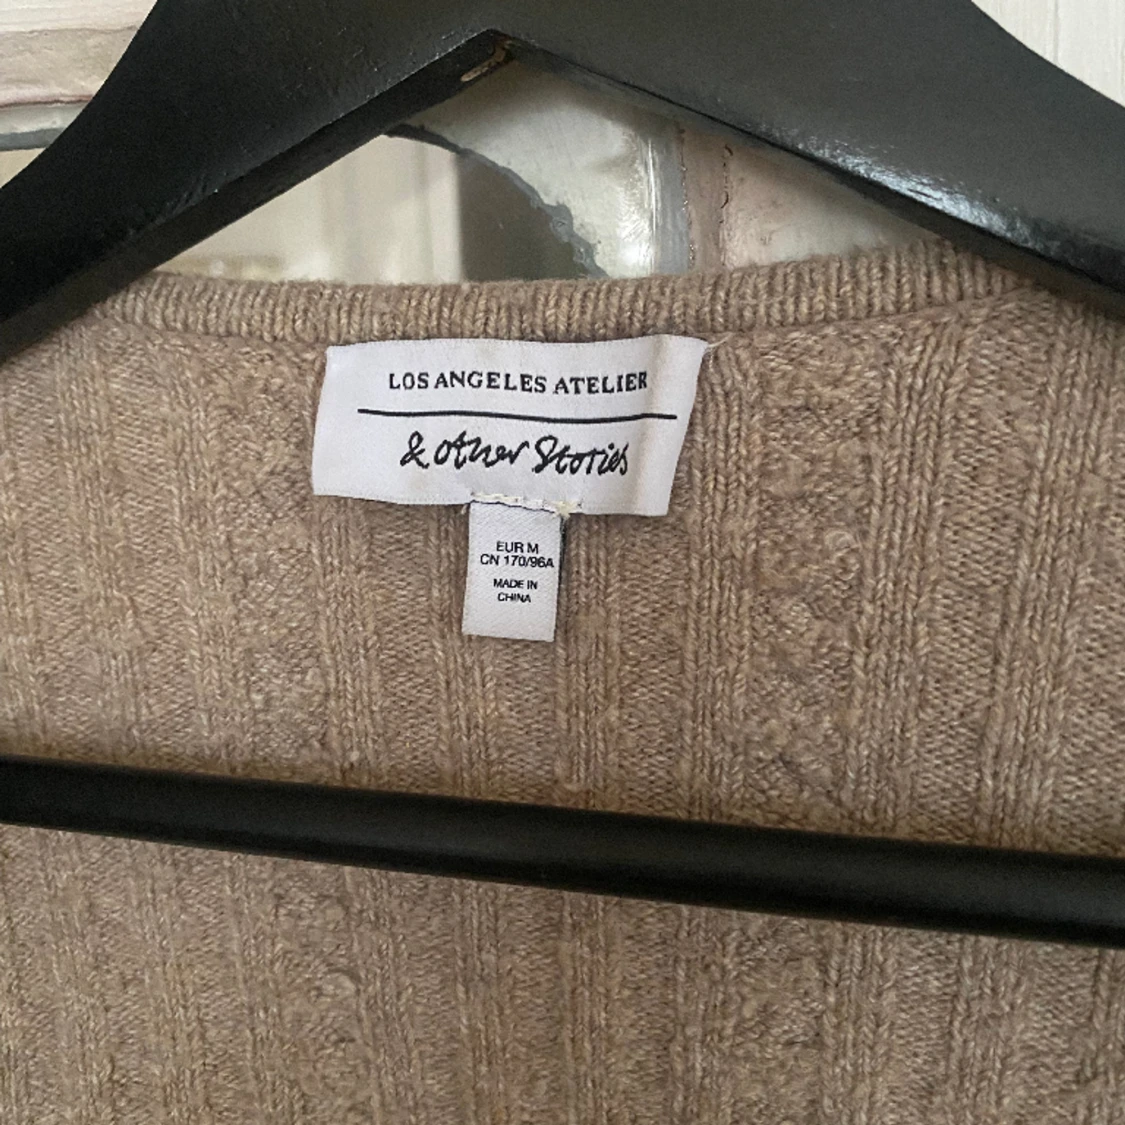 LOS ANGELES ATELIER
& other Stories
EUR M
CN 170/96A
MADE IN
CHINA